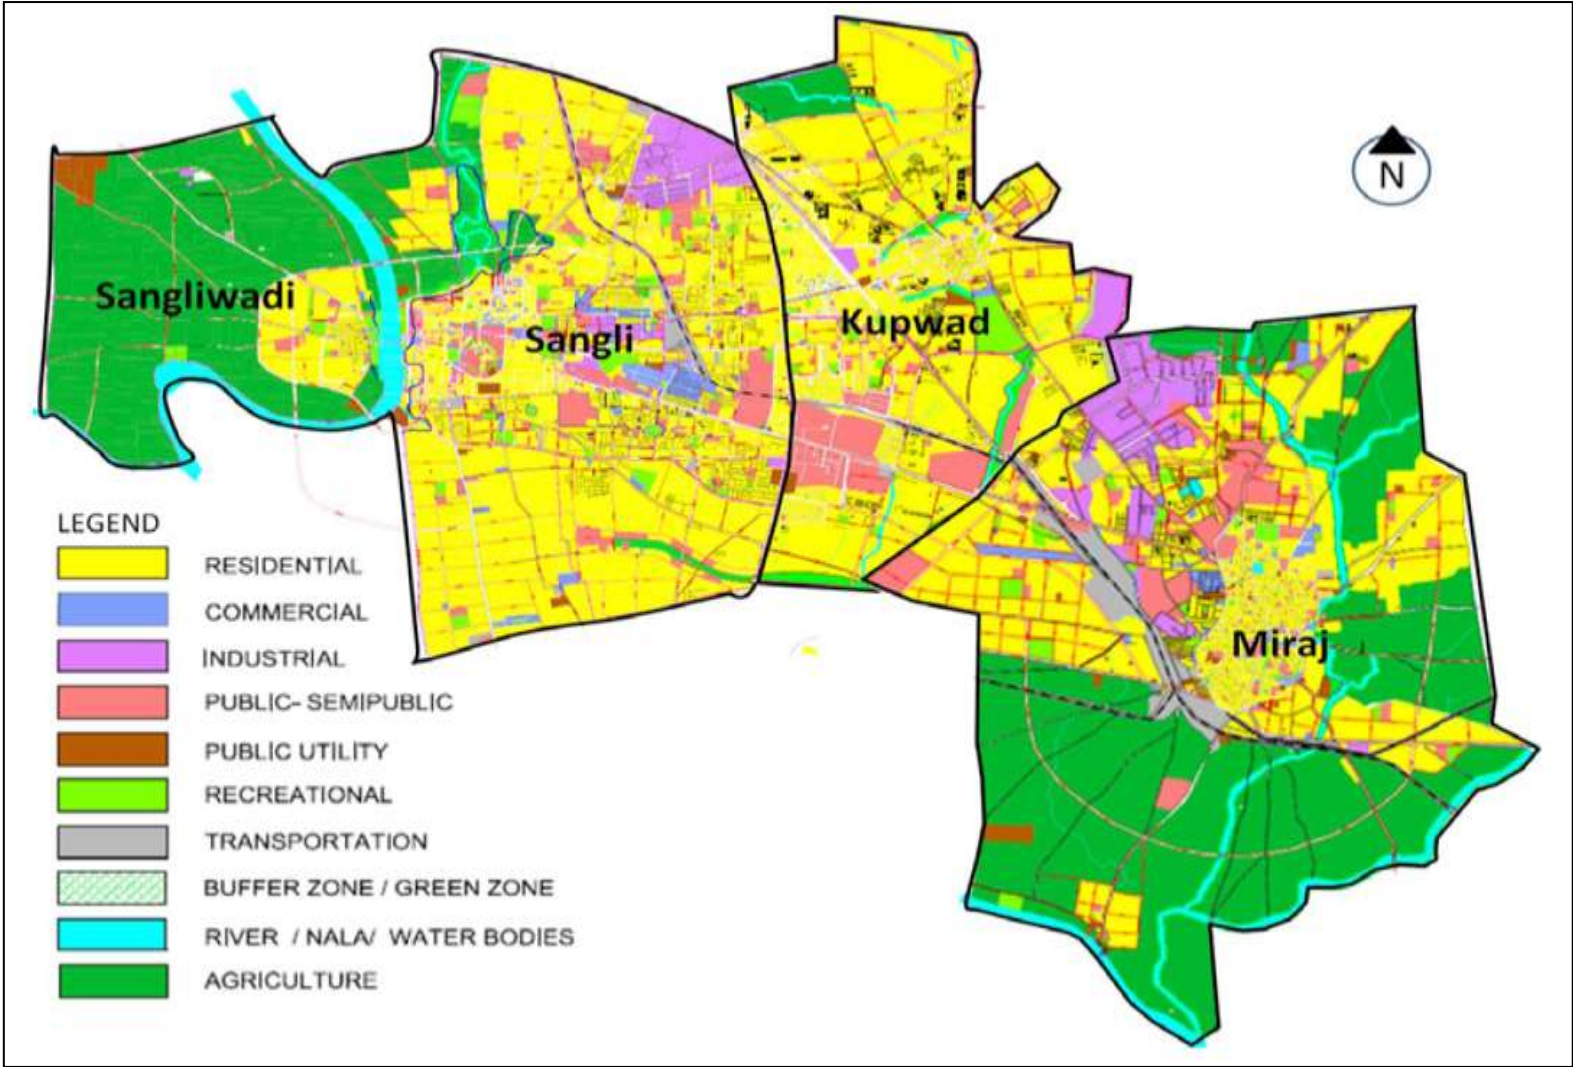 N
Sangliwadi
Sangli
Kupwad
Miraj
LEGEND
RESIDENTIAL
COMMERCIAL
INDUSTRIAL
PUBLIC- SEMIPUBLIC
PUBLIC UTILITY
RECREATIONAL
TRANSPORTATION
BUFFER ZONE / GREEN ZONE
RIVER / NALA/ WATER BODIES
AGRICULTURE